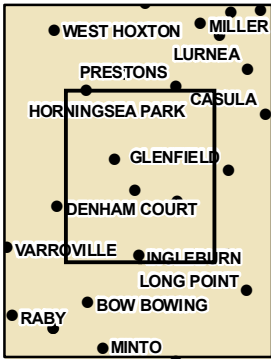 MILLER
WEST HOXTON
LURNEA
PRESTONS
CASULA
HORNINGSEA PARK
GLENFIELD
DENHAM COURT
VARROVILLE
INGLEBURN
LONG POINT
BOW BOWING
RABY
MINTO